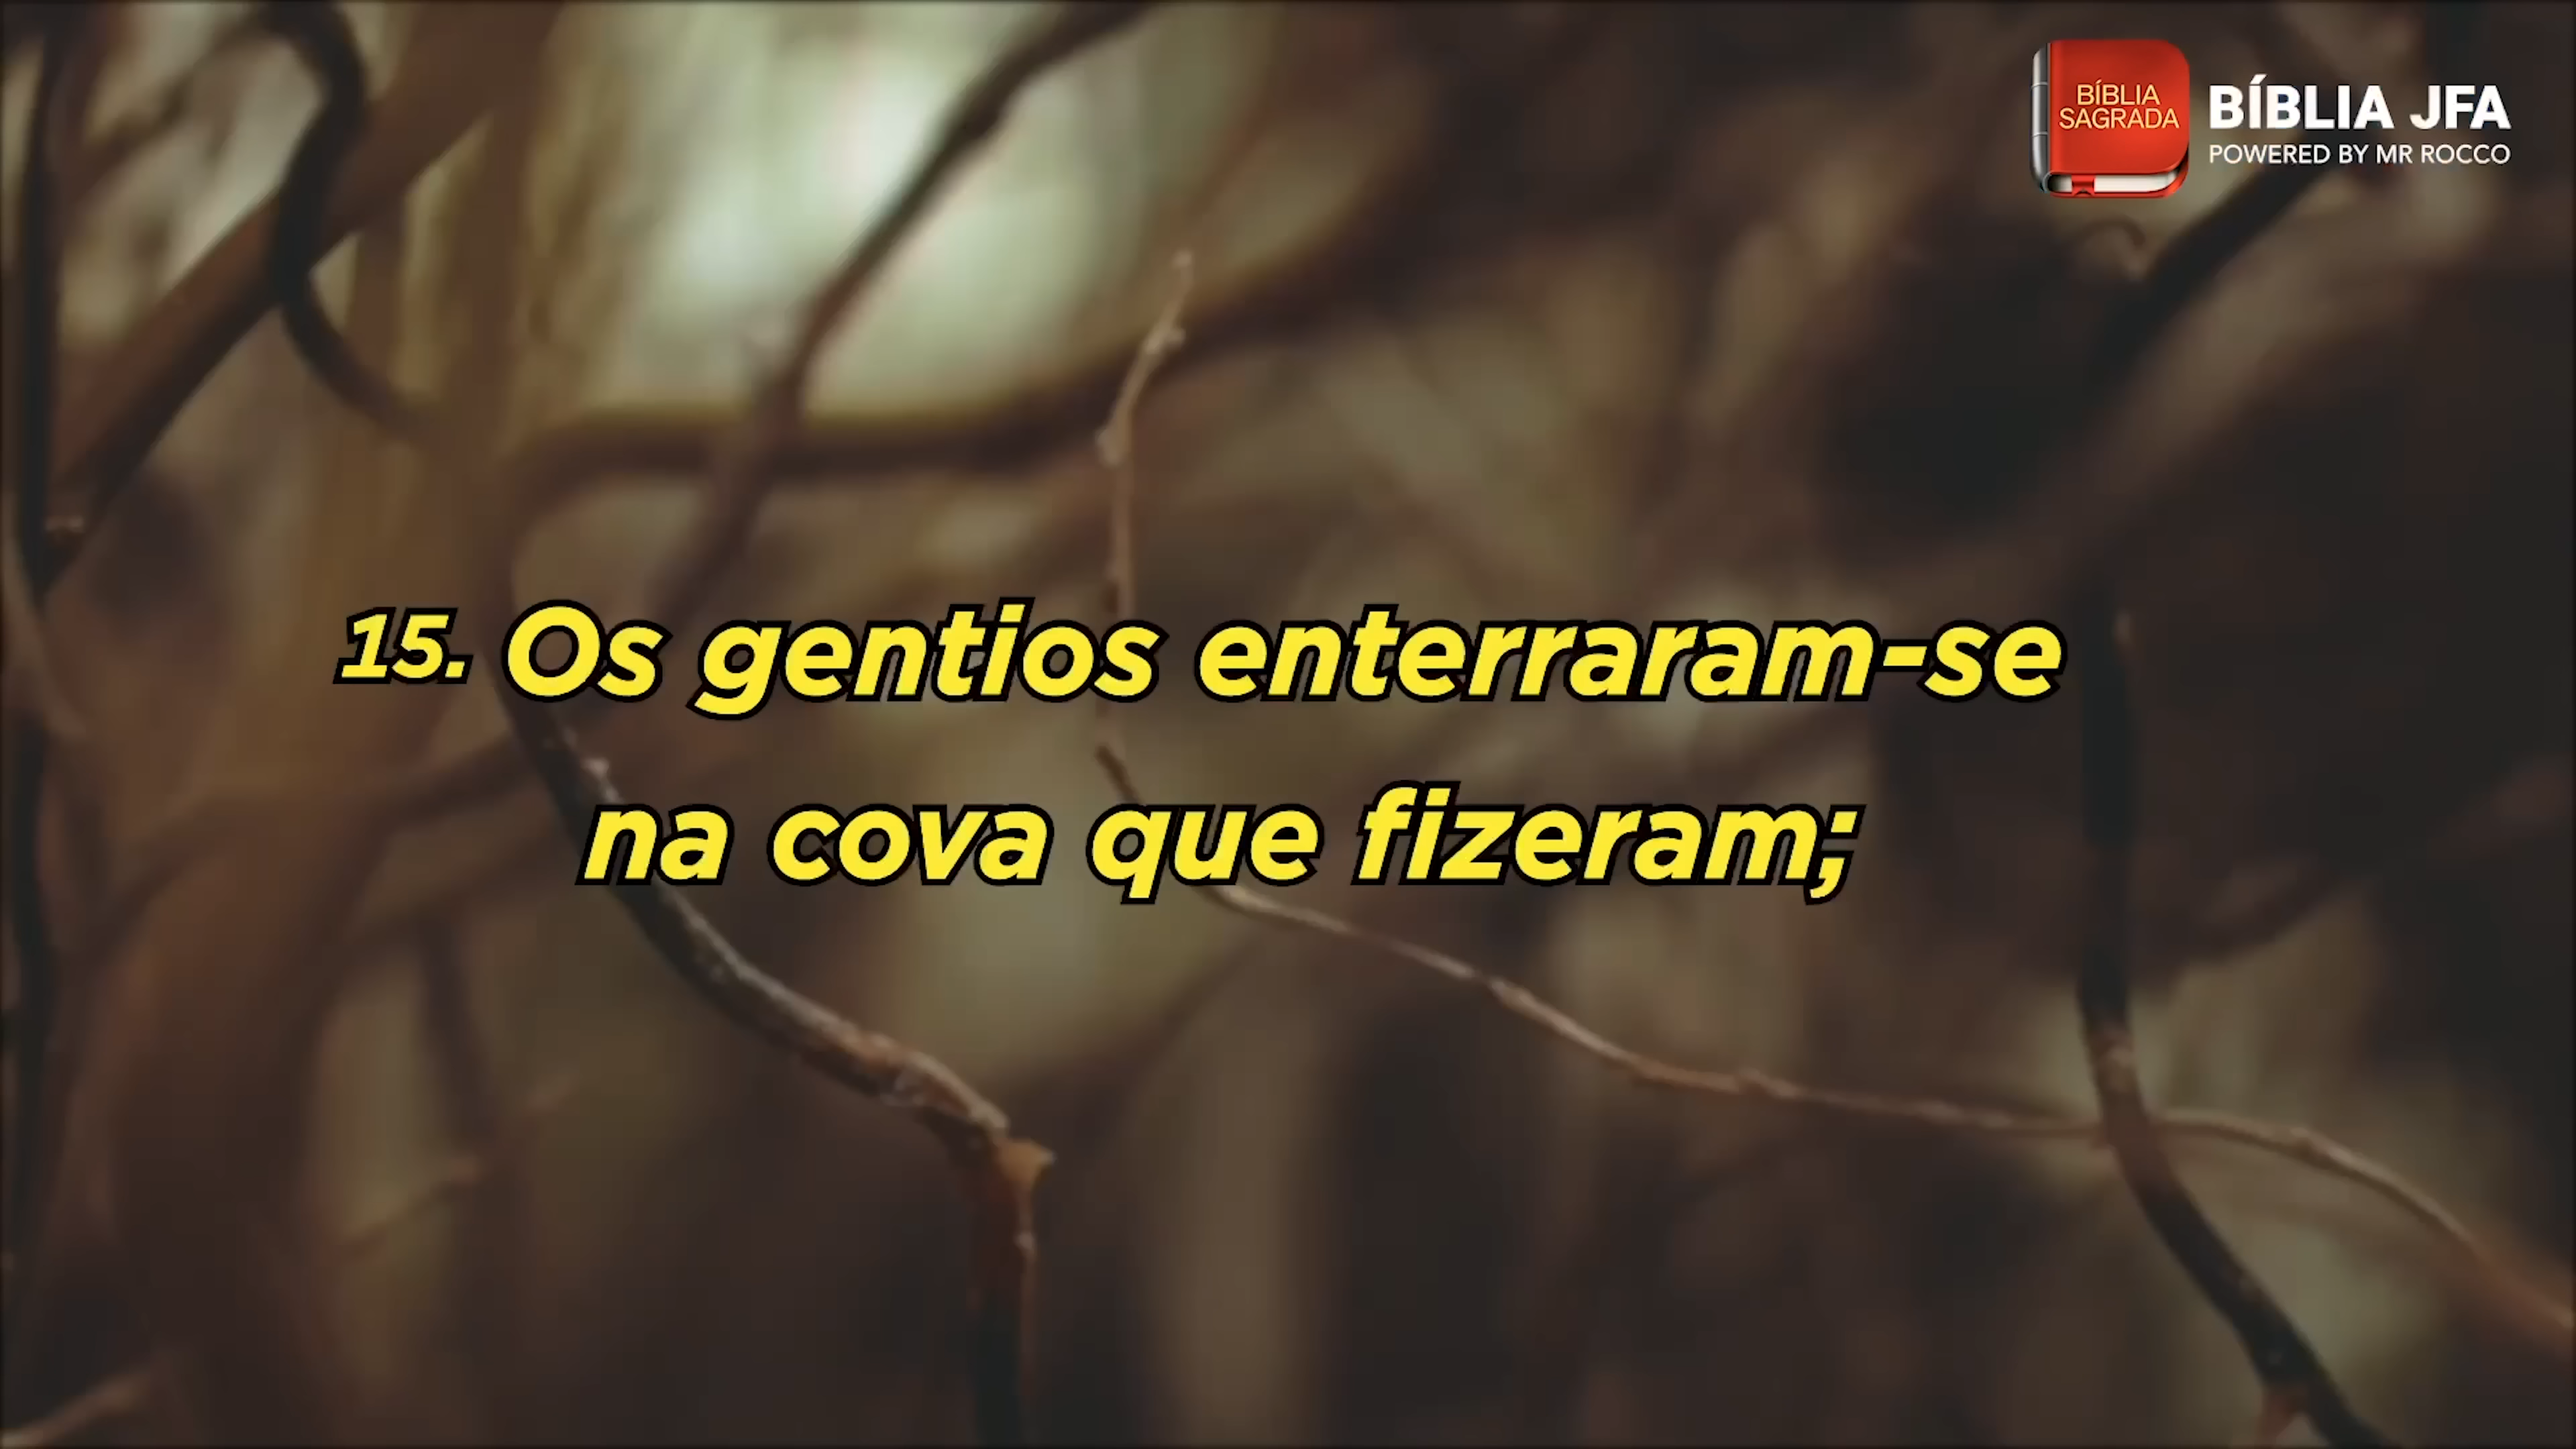 BÍBLIA
SAGRADA
BÍBLIA JFA
POWERED BY MR ROCCO
15. Os gentios enterraram-se
na cova que fizeram;